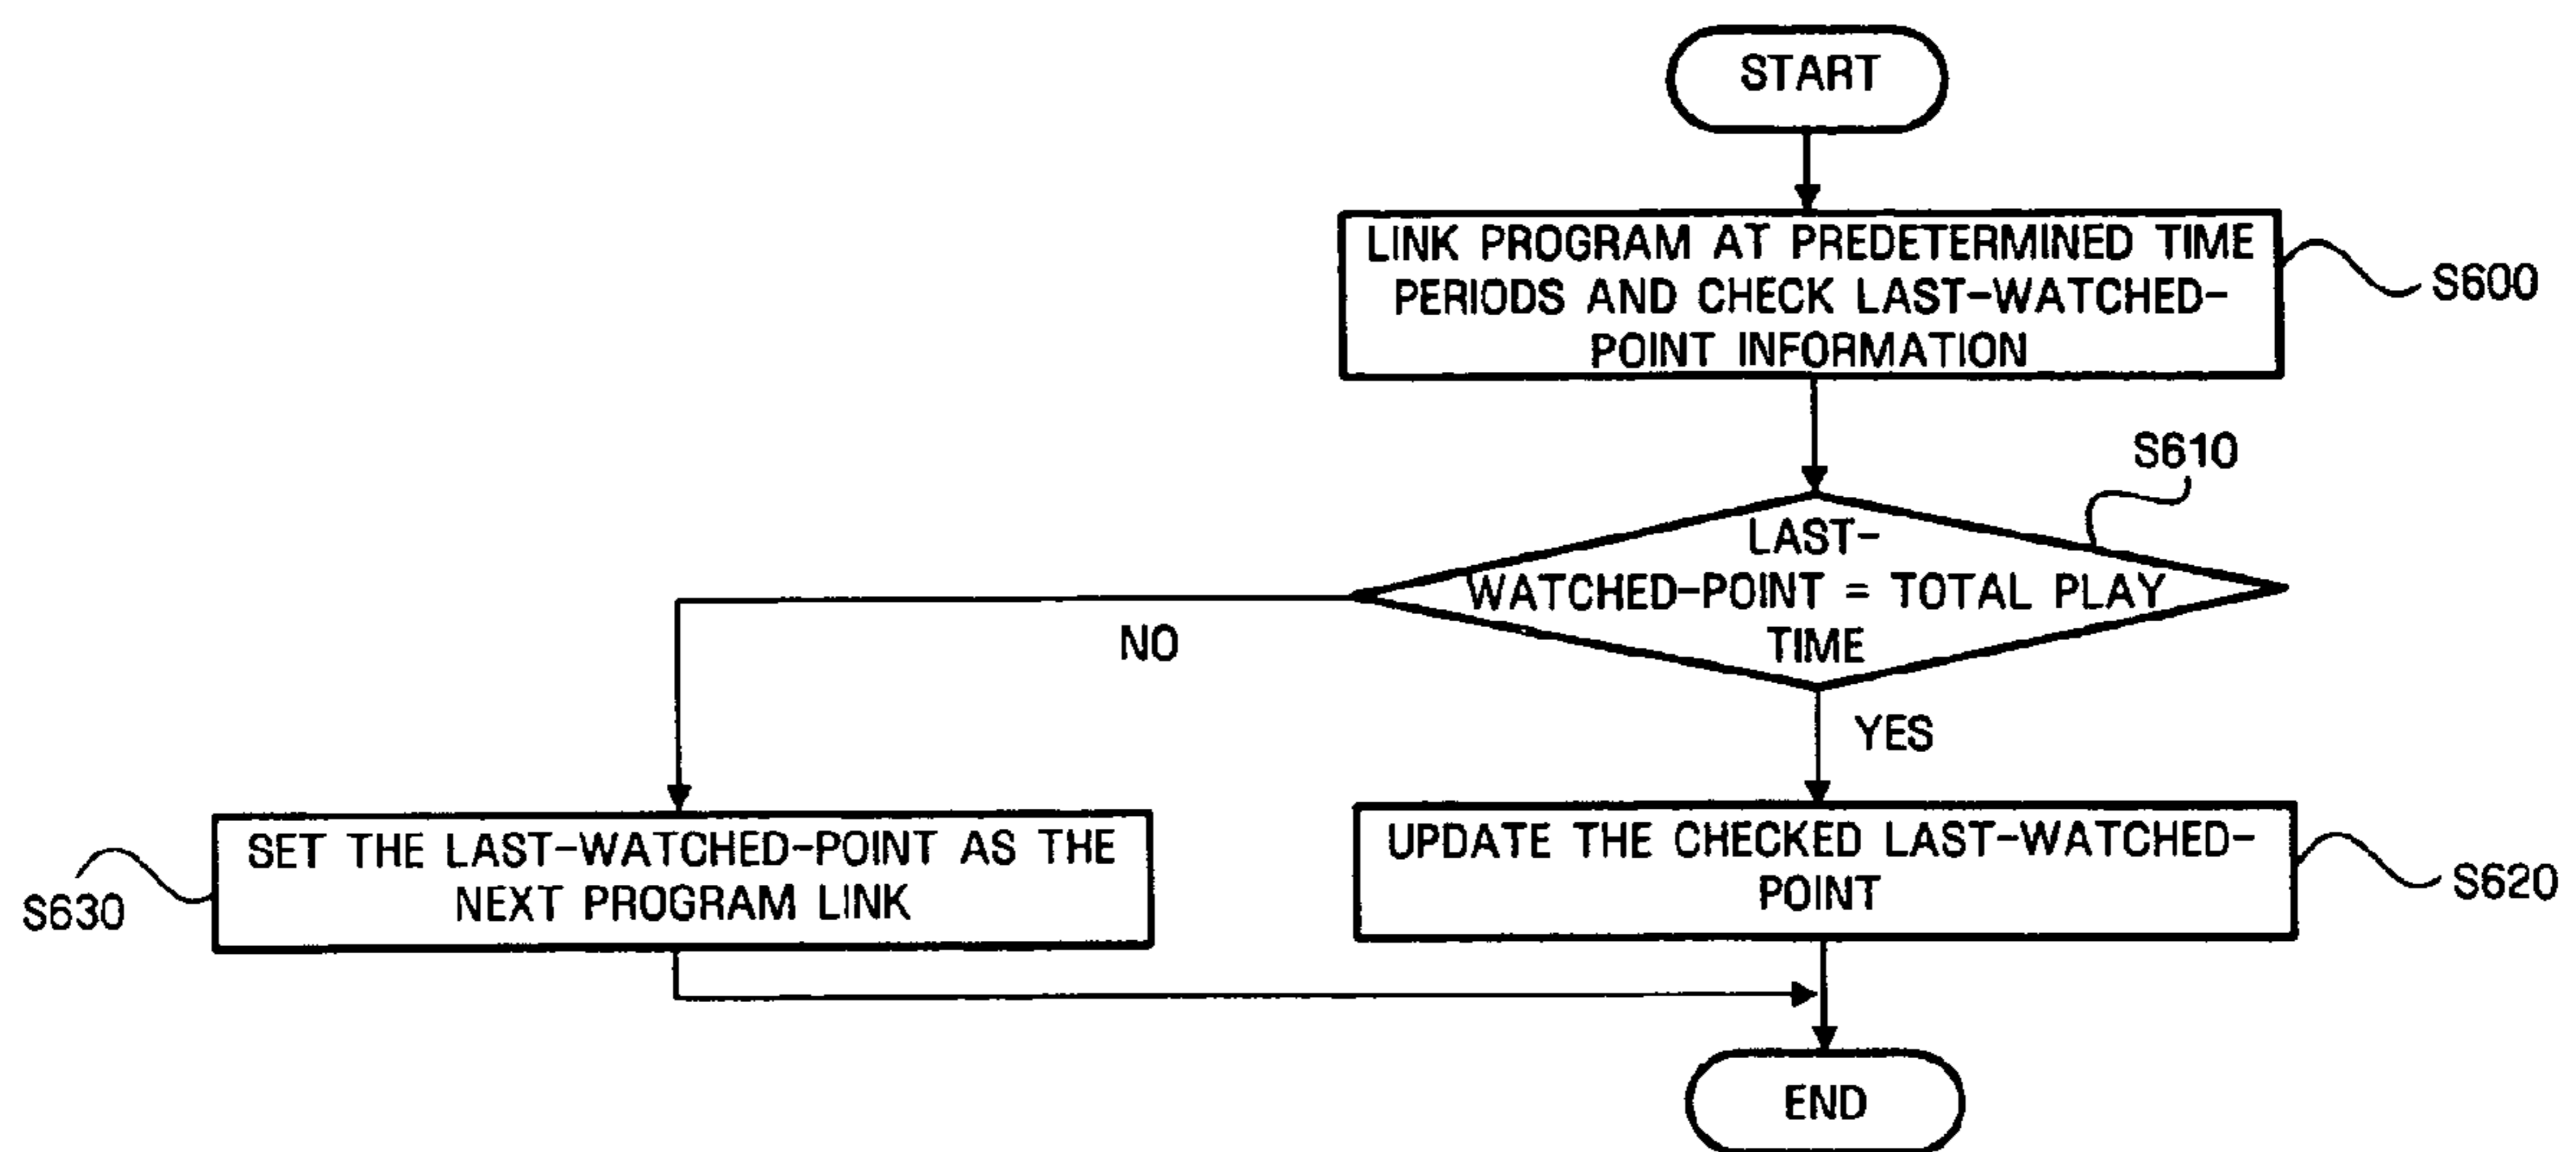 START
LINK PROGRAM AT PREDETERMINED TIME
PERIODS AND CHECK LAST-WATCHED-
POINT INFORMATION
S600
S610
LAST-
WATCHED-POINT = TOTAL PLAY
TIME
NO
YES
SET THE LAST-WATCHED-POINT AS THE
NEXT PROGRAM LINK
S630
UPDATE THE CHECKED LAST-WATCHED-
POINT
S620
END